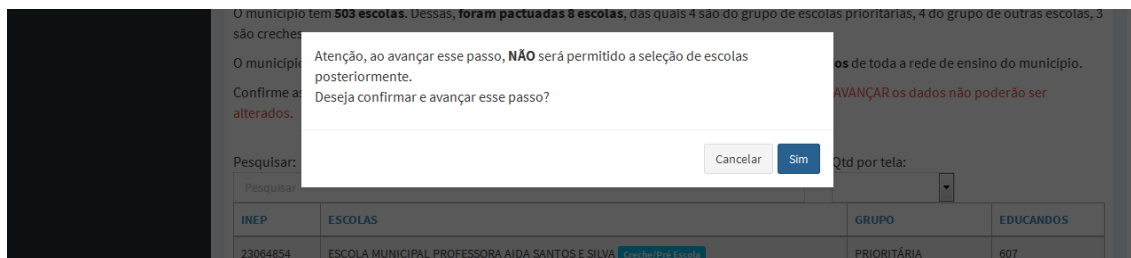 O município tem 503 escolas. Dessas, foram pactuadas 8 escolas, das quais 4 são do grupo de escolas prioritárias, 4 do grupo de outras escolas, 3
são creches
Atenção, ao avançar esse passo, NÃO será permitido a seleção de escolas
posteriormente.
Deseja confirmar e avançar esse passo?
Cancelar Sim
O município os de toda a rede de ensino do município.
Confirme as AVANÇAR os dados não poderão ser
alterados.
Pesquisar: Qtd por tela:
Pesquisar
INEP ESCOLAS GRUPO EDUCANDOS
23064854 ESCOLA MUNICIPAL PROFESSORA AIDA SANTOS E SILVA Creche/Pré Escola PRIORITÁRIA 607